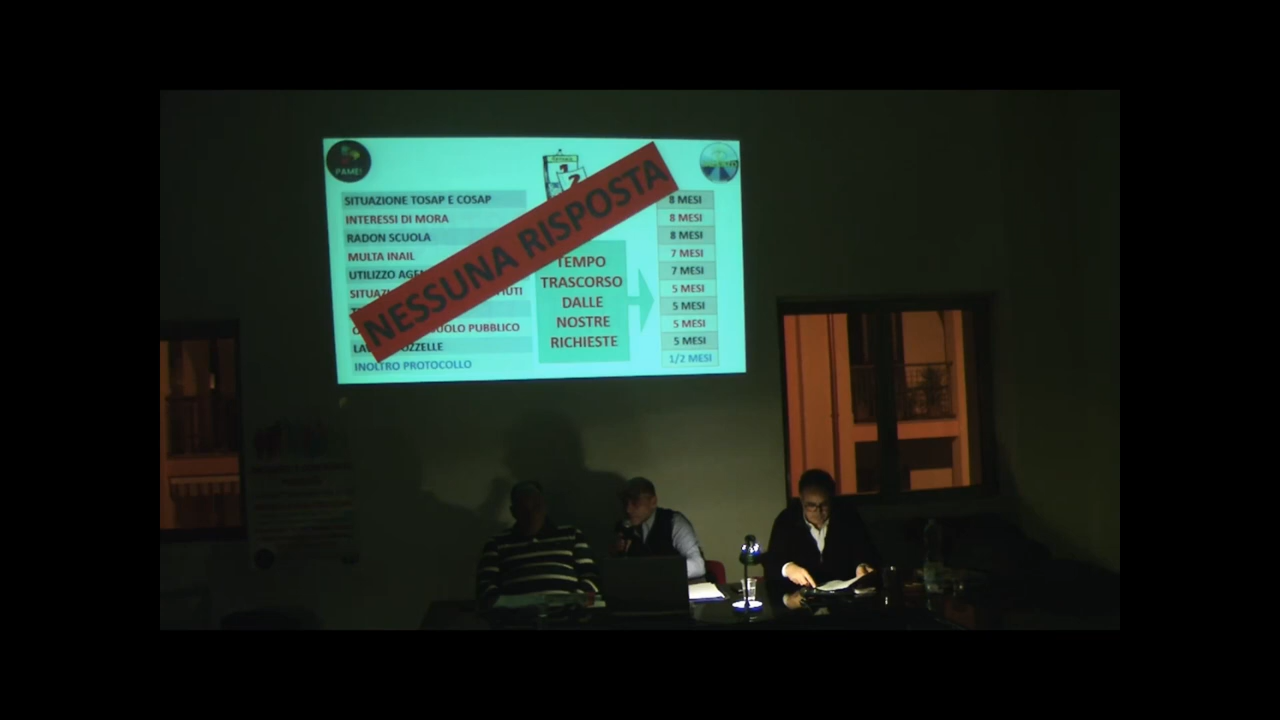 PAME!
NESSUNA RISPOSTA
SITUAZIONE TOSAP E COSAP
INTERESSI DI MORA
RADON SCUOLA
MULTA INAIL
UTILIZZO
INOLTRO PROTOCOLLO
TEMPO
TRASCORSO
DALLE
NOSTRE
RICHIESTE
8 MESI
8 MESI
8 MESI
7 MESI
7 MESI
5 MESI
5 MESI
5 MESI
5 MESI
1/2 MESI
PUBBLICO